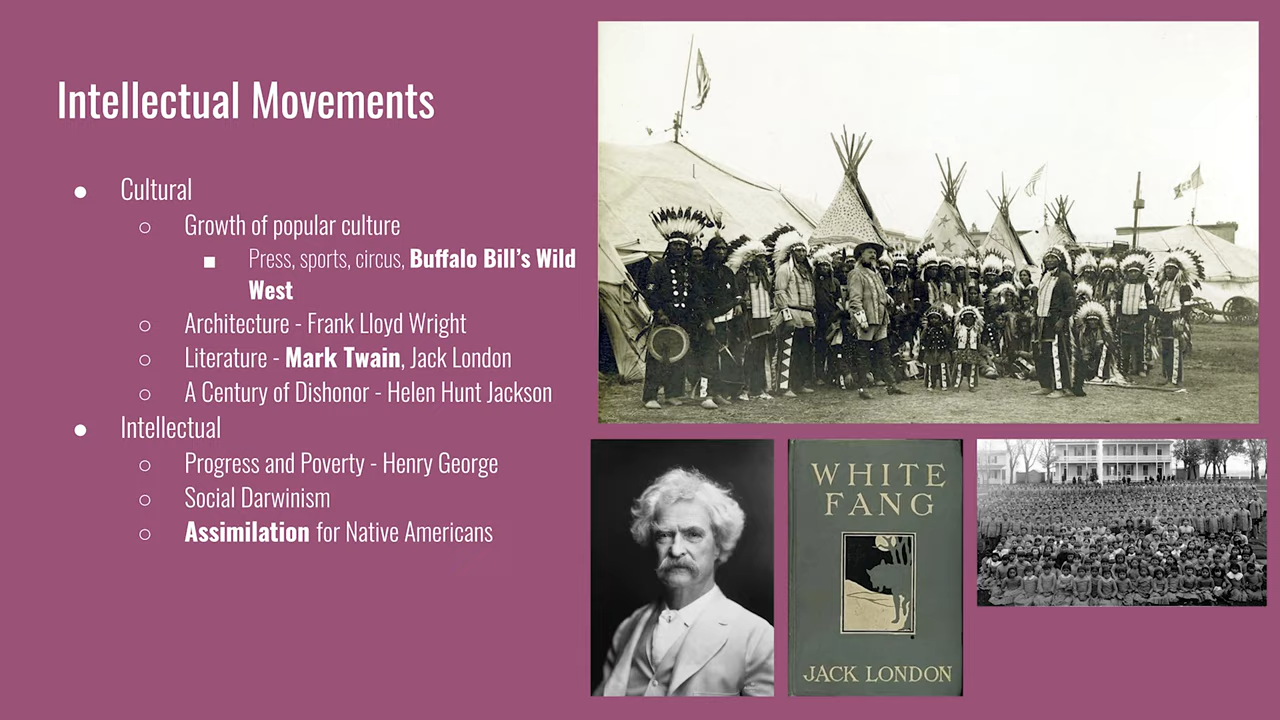 Intellectual Movements
● Cultural
○ Growth of popular culture
■ Press, sports, circus, Buffalo Bill's Wild
West
○ Architecture - Frank Lloyd Wright
○ Literature - Mark Twain, Jack London
○ A Century of Dishonor - Helen Hunt Jackson
● Intellectual
○ Progress and Poverty - Henry George
○ Social Darwinism
○ Assimilation for Native Americans
WHITE
FANG
JACK LONDON